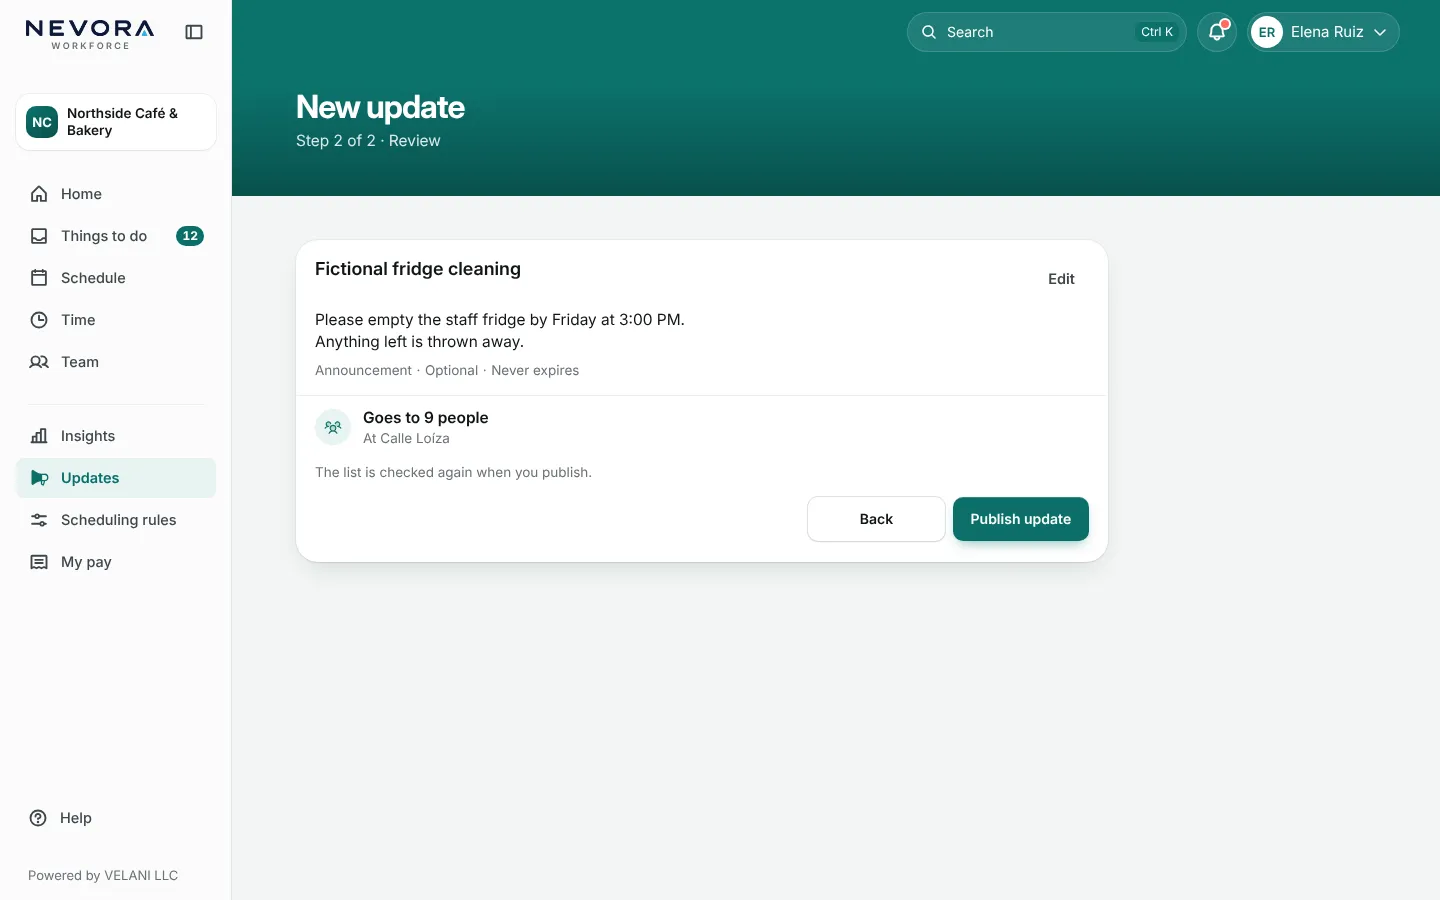 NEVORA
WORKFORCE
Search
Ctrl K
ER
Elena Ruiz
NC
Northside Café &
Bakery
New update
Step 2 of 2 · Review
Home
Things to do
12
Schedule
Time
Team
Insights
Updates
Scheduling rules
My pay
Fictional fridge cleaning
Edit
Please empty the staff fridge by Friday at 3:00 PM.
Anything left is thrown away.
Announcement · Optional · Never expires
Goes to 9 people
At Calle Loíza
The list is checked again when you publish.
Back
Publish update
Help
Powered by VELANI LLC